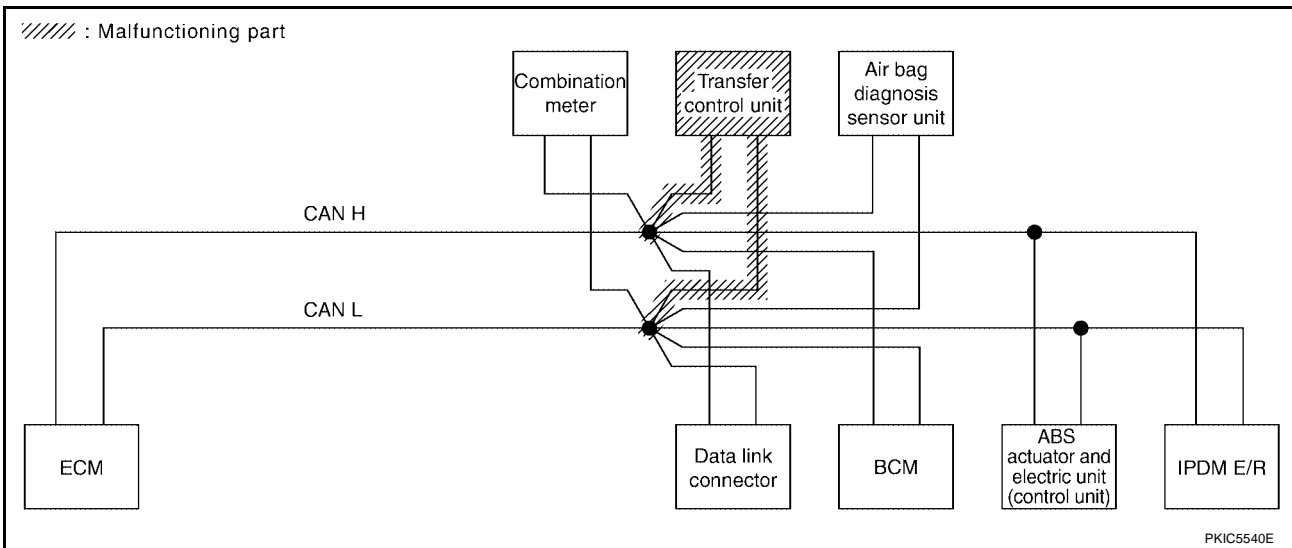 : Malfunctioning part
Combination
meter
Transfer
control unit
Air bag
diagnosis
sensor unit
CAN H
CAN L
ECM
Data link
connector
BCM
ABS
actuator and
electric unit
(control unit)
IPDM E/R
PKIC5540E